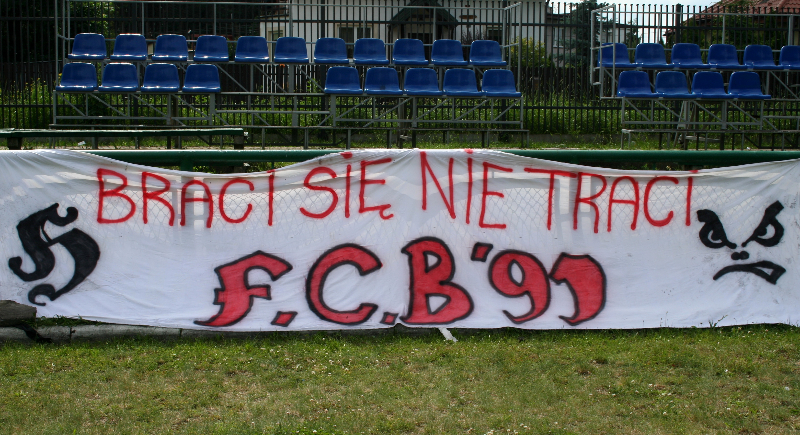 BRACI SIĘ NIE TRACI
H
F.C.B'91